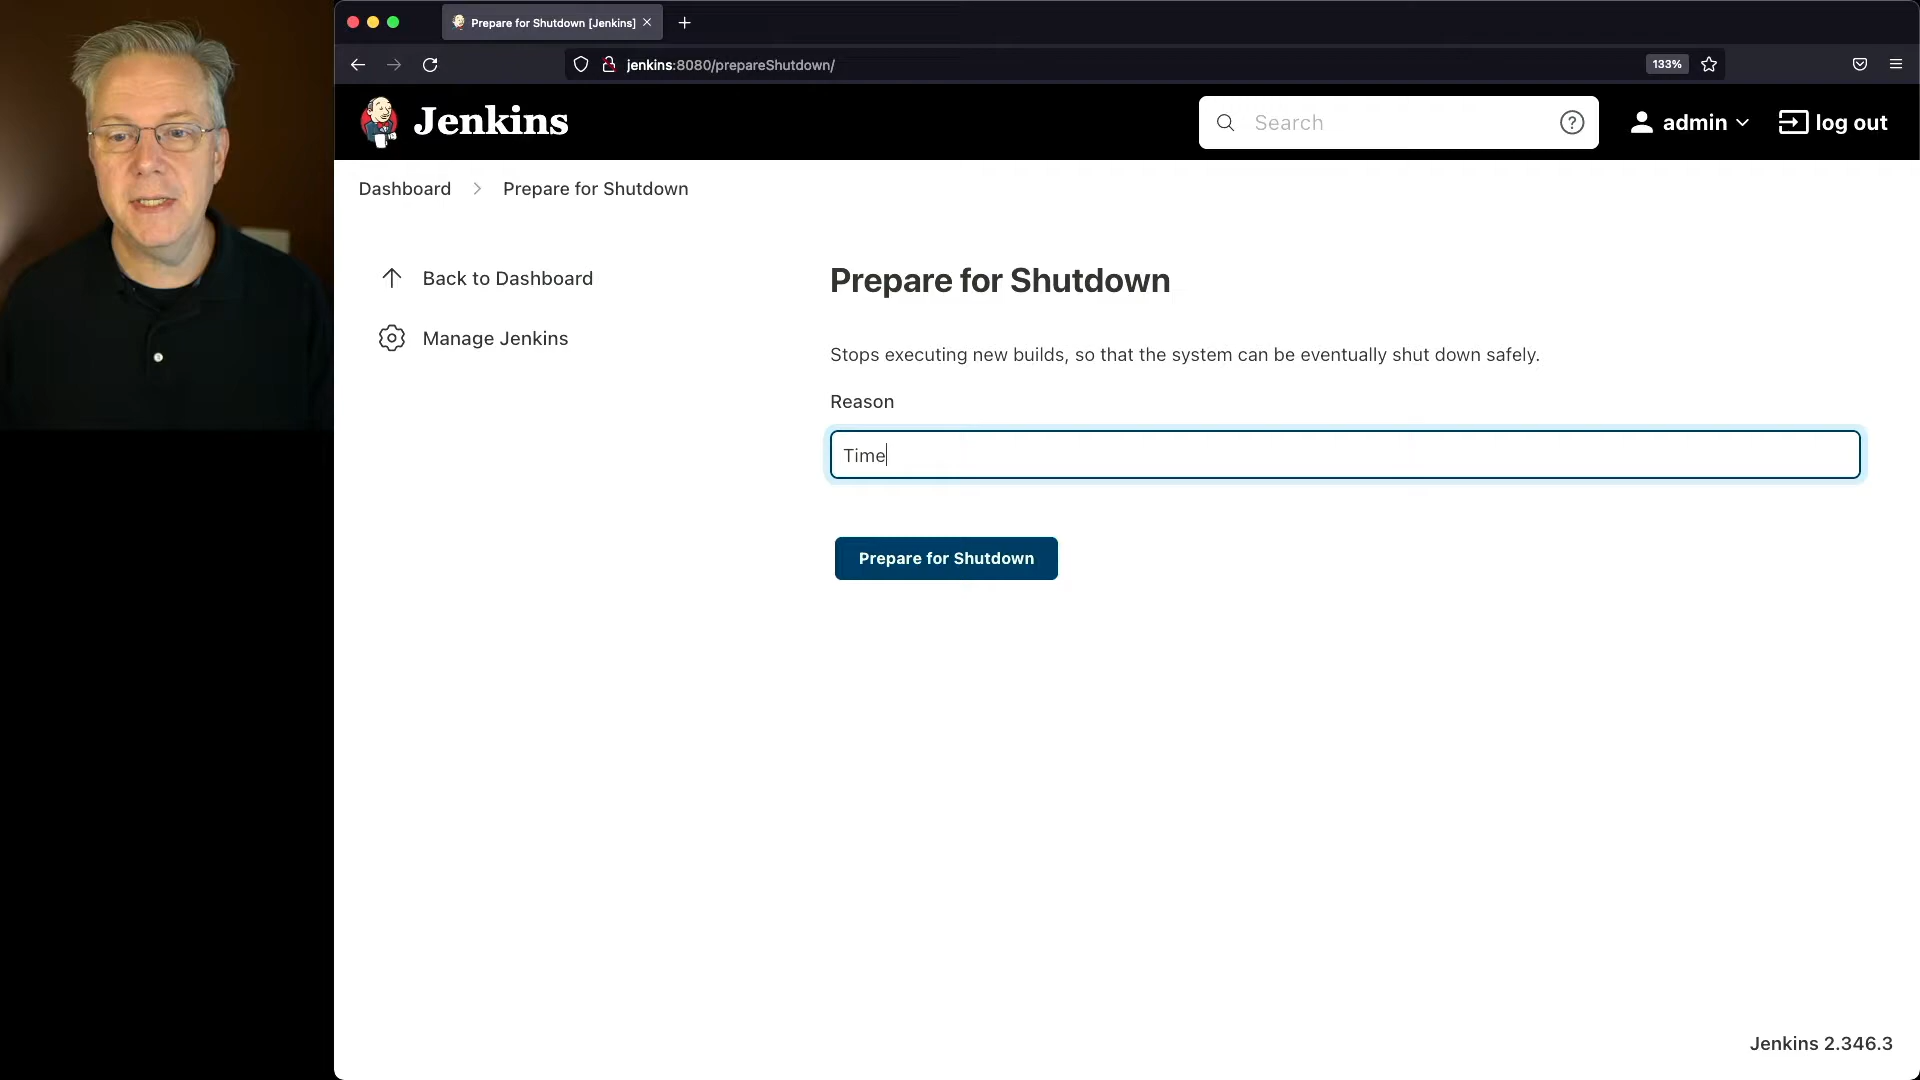 Prepare for Shutdown [Jenkins]
jenkins:8080/prepareShutdown/
133%
Jenkins
Search
admin
log out
Dashboard
Prepare for Shutdown
Back to Dashboard
Manage Jenkins
Prepare for Shutdown
Stops executing new builds, so that the system can be eventually shut down safely.
Reason
Time
Prepare for Shutdown
Jenkins 2.346.3